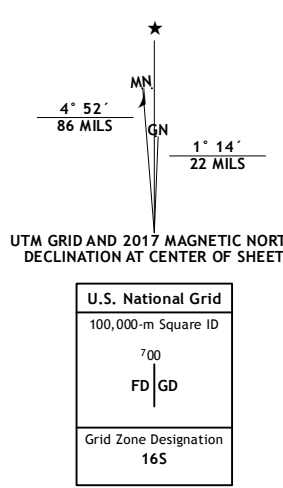 ★
MN
4° 52´
86 MILS
GN
1° 14´
22 MILS
UTM GRID AND 2017 MAGNETIC NORT
DECLINATION AT CENTER OF SHEET
U.S. National Grid
100,000-m Square ID
⁷00
FD GD
Grid Zone Designation
16S